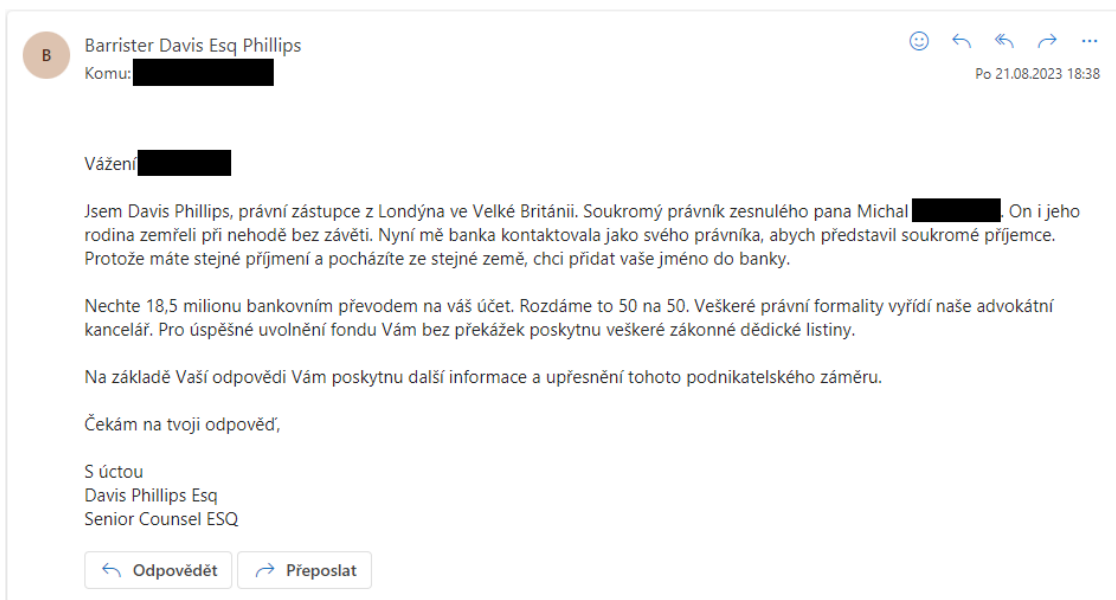 B
Barrister Davis Esq Phillips
Komu:
Po 21.08.2023 18:38
Vážení
Jsem Davis Phillips, právní zástupce z Londýna ve Velké Británii. Soukromý právník zesnulého pana Michal . On i jeho
rodina zemřeli při nehodě bez závěti. Nyní mě banka kontaktovala jako svého právníka, abych představil soukromé příjemce.
Protože máte stejné příjmení a pocházíte ze stejné země, chci přidat vaše jméno do banky.
Nechte 18,5 milionu bankovním převodem na váš účet. Rozdáme to 50 na 50. Veškeré právní formality vyřídí naše advokátní
kancelář. Pro úspěšné uvolnění fondu Vám bez překážek poskytnu veškeré zákonné dědické listiny.
Na základě Vaší odpovědi Vám poskytnu další informace a upřesnění tohoto podnikatelského záměru.
Čekám na tvoji odpověď,
S úctou
Davis Phillips Esq
Senior Counsel ESQ
Odpovědět
Přeposlat